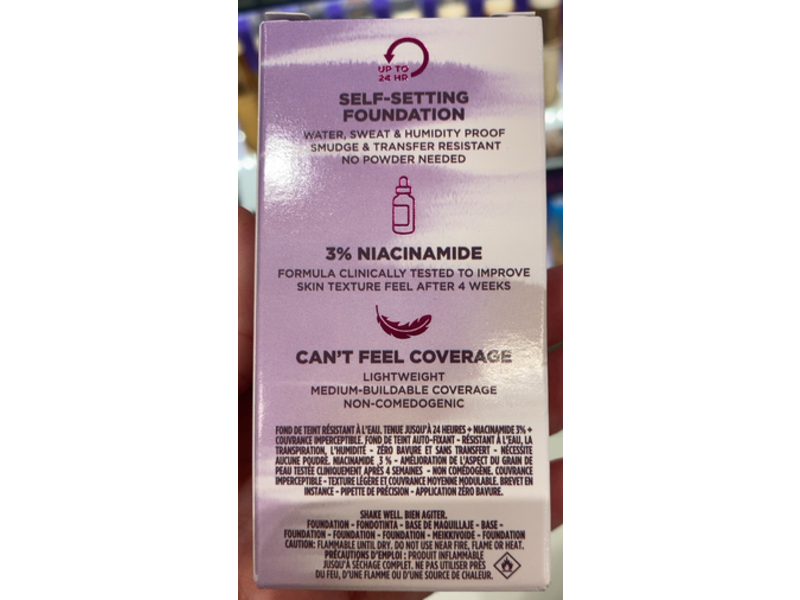 UP TO
24 HR
SELF-SETTING
FOUNDATION
WATER, SWEAT & HUMIDITY PROOF
SMUDGE & TRANSFER RESISTANT
NO POWDER NEEDED
3% NIACINAMIDE
FORMULA CLINICALLY TESTED TO IMPROVE
SKIN TEXTURE FEEL AFTER 4 WEEKS
CAN'T FEEL COVERAGE
LIGHTWEIGHT
MEDIUM-BUILDABLE COVERAGE
NON-COMEDOGENIC
FOND DE TEINT RÉSISTANT À L'EAU. TENUE JUSQU'À 24 HEURES + NIACINAMIDE 3% +
COUVRANCE IMPERCEPTIBLE. FOND DE TEINT AUTO-FIXANT - RÉSISTANT À L'EAU, LA
TRANSPIRATION, L'HUMIDITÉ - ZÉRO BAVURE ET SANS TRANSFERT - NÉCESSITE
AUCUNE POUDRE. NIACINAMIDE 3 % - AMÉLIORATION DE L'ASPECT DU GRAIN DE
PEAU TESTÉE CLINIQUEMENT APRÈS 4 SEMAINES - NON COMÉDOGÈNE. COUVRANCE
IMPERCEPTIBLE - TEXTURE LÉGÈRE ET COUVRANCE MOYENNE MODULABLE. BREVET EN
INSTANCE - PIPETTE DE PRÉCISION - APPLICATION ZÉRO BAVURE.
SHAKE WELL. BIEN AGITER.
FOUNDATION - FONDOTINTA - BASE DE MAQUILLAJE - BASE -
FOUNDATION - FOUNDATION - FOUNDATION - MEIKKIVOIDE - FOUNDATION
CAUTION: FLAMMABLE UNTIL DRY. DO NOT USE NEAR FIRE, FLAME OR HEAT.
PRÉCAUTIONS D'EMPLOI : PRODUIT INFLAMMABLE
JUSQU'À SÉCHAGE COMPLET. NE PAS UTILISER PRÈS
DU FEU, D'UNE FLAMME OU D'UNE SOURCE DE CHALEUR.